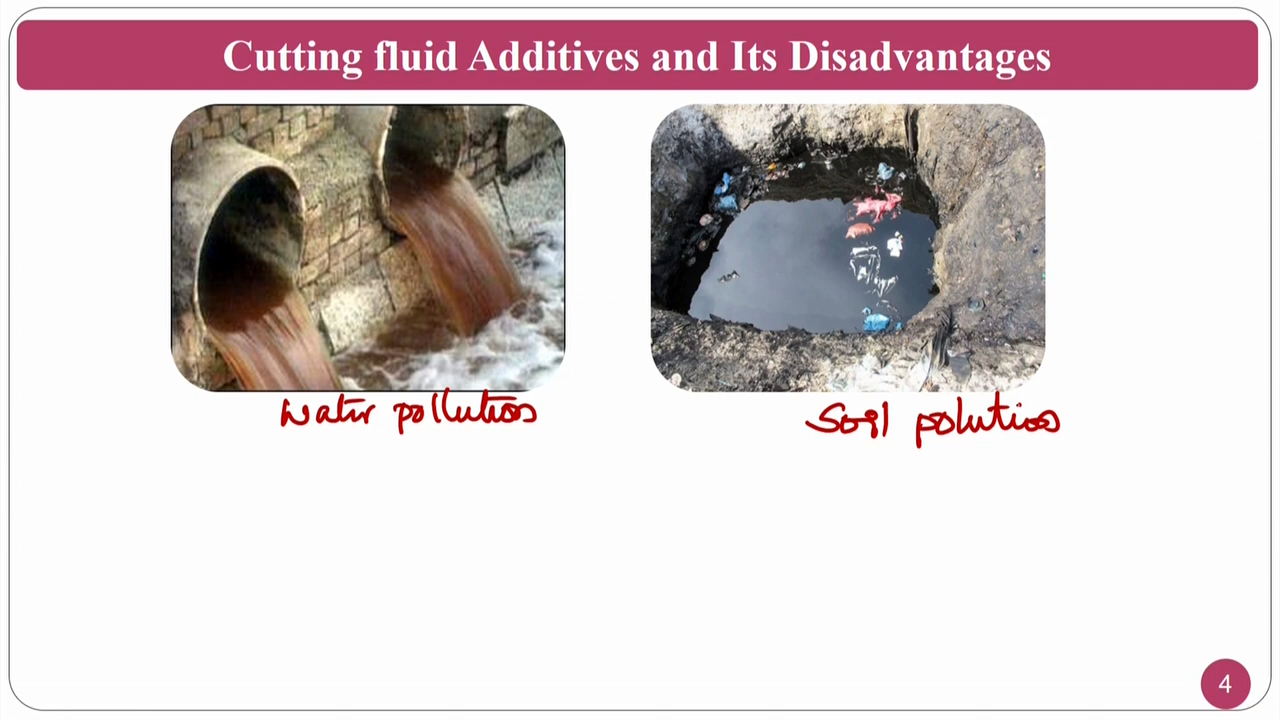 Cutting fluid Additives and Its Disadvantages
Water pollution
Soil polution
4